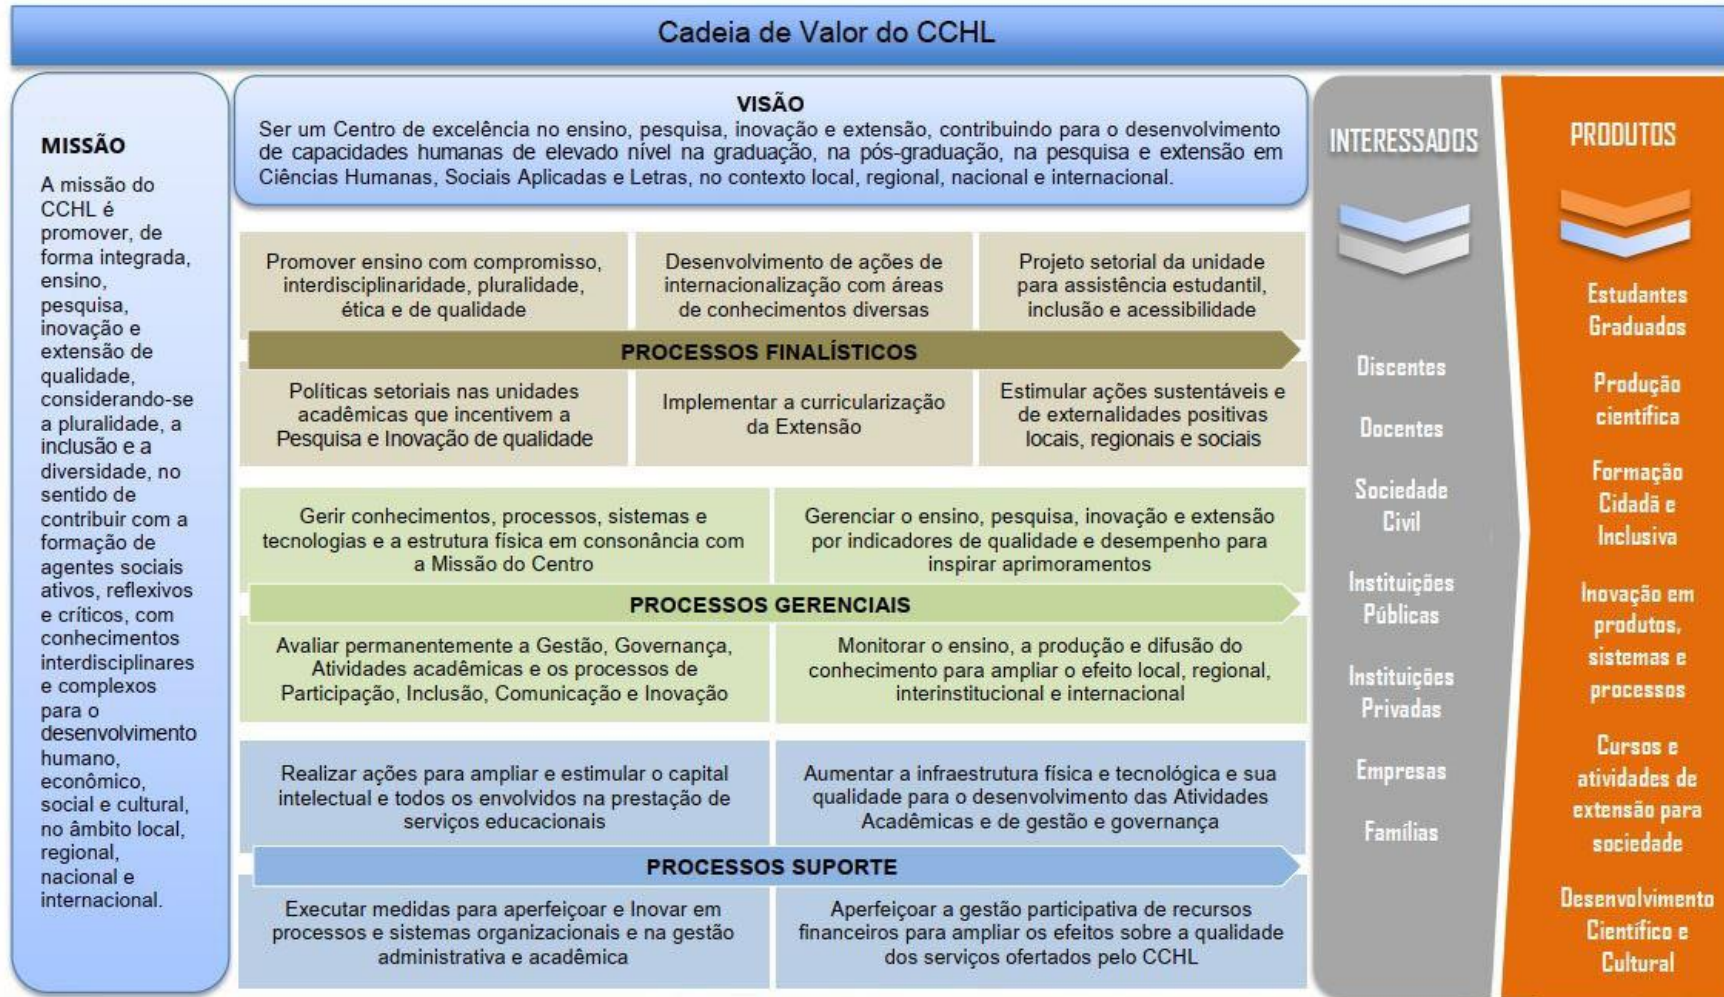 Cadeia de Valor do CCHL
MISSÃO
A missão do
CCHL é
promover, de
forma integrada,
ensino,
pesquisa,
inovação e
extensão de
qualidade,
considerando-se
a pluralidade, a
inclusão e a
diversidade, no
sentido de
contribuir com a
formação de
agentes sociais
ativos, reflexivos
e críticos, com
conhecimentos
interdisciplinares
e complexos
para o
desenvolvimento
humano,
econômico,
social e cultural,
no âmbito local,
regional,
nacional e
internacional.
VISÃO
Ser um Centro de excelência no ensino, pesquisa, inovação e extensão, contribuindo para o desenvolvimento
de capacidades humanas de elevado nível na graduação, na pós-graduação, na pesquisa e extensão em
Ciências Humanas, Sociais Aplicadas e Letras, no contexto local, regional, nacional e internacional.
Promover ensino com compromisso,
interdisciplinaridade, pluralidade,
ética e de qualidade
Desenvolvimento de ações de
internacionalização com áreas
de conhecimentos diversas
Projeto setorial da unidade
para assistência estudantil,
inclusão e acessibilidade
PROCESSOS FINALÍSTICOS
Políticas setoriais nas unidades
acadêmicas que incentivem a
Pesquisa e Inovação de qualidade
Implementar a curricularização
da Extensão
Estimular ações sustentáveis e
de externalidades positivas
locais, regionais e sociais
Gerir conhecimentos, processos, sistemas e
tecnologias e a estrutura física em consonância com
a Missão do Centro
Gerenciar o ensino, pesquisa, inovação e extensão
por indicadores de qualidade e desempenho para
inspirar aprimoramentos
PROCESSOS GERENCIAIS
Avaliar permanentemente a Gestão, Governança,
Atividades acadêmicas e os processos de
Participação, Inclusão, Comunicação e Inovação
Monitorar o ensino, a produção e difusão do
conhecimento para ampliar o efeito local, regional,
interinstitucional e internacional
Realizar ações para ampliar e estimular o capital
intelectual e todos os envolvidos na prestação de
serviços educacionais
Aumentar a infraestrutura física e tecnológica e sua
qualidade para o desenvolvimento das Atividades
Acadêmicas e de gestão e governança
PROCESSOS SUPORTE
Executar medidas para aperfeiçoar e Inovar em
processos e sistemas organizacionais e na gestão
administrativa e acadêmica
Aperfeiçoar a gestão participativa de recursos
financeiros para ampliar os efeitos sobre a qualidade
dos serviços ofertados pelo CCHL
INTERESSADOS
Discentes
Docentes
Sociedade
Civíl
Instituições
Públicas
Instituições
Privadas
Empresas
Famílias
PRODUTOS
Estudantes
Graduados
Produção
científica
Formação
Cidadã e
Inclusiva
Inovação em
produtos,
sistemas e
processos
Cursos e
atividades de
extensão para
sociedade
Desenvolvimento
Científico e
Cultural